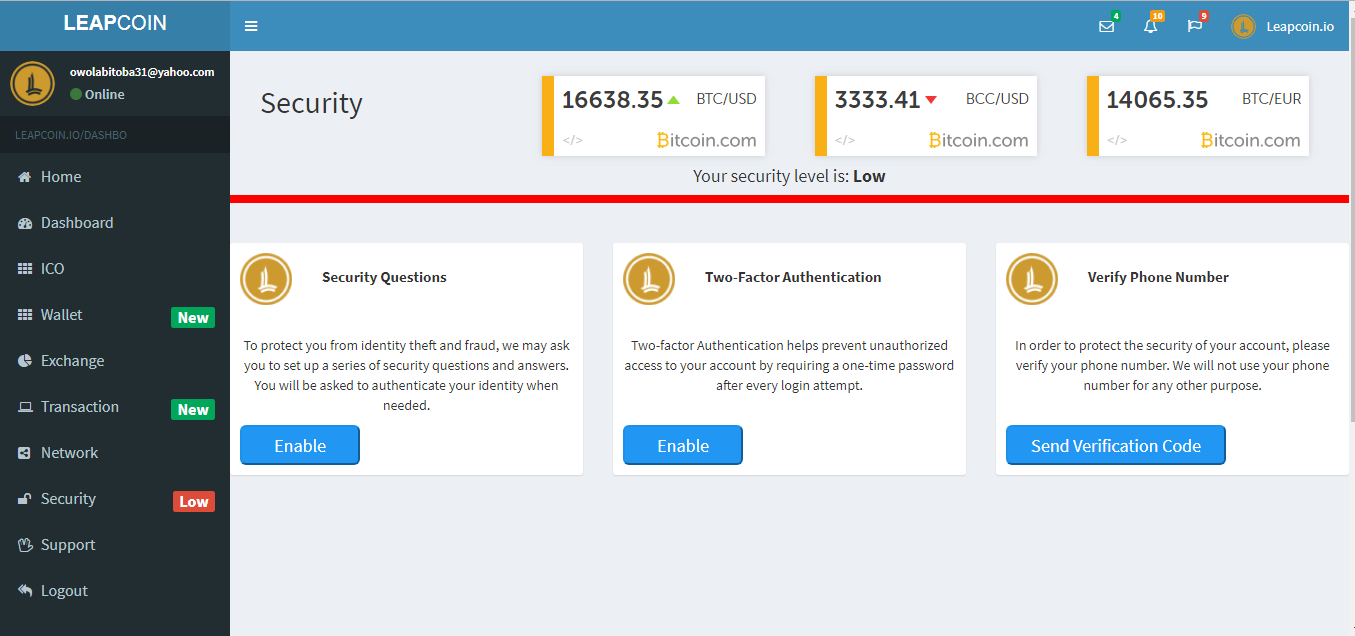 LEAPCOIN
4
10
9
Leapcoin.io
owolabitoba31@yahoo.com
Online
LEAPCOIN.IO/DASHBO
Home
Dashboard
ICO
Wallet New
Exchange
Transaction New
Network
Security Low
Support
Logout
Security
16638.35 BTC/USD
</> Bitcoin.com
3333.41 BCC/USD
</> Bitcoin.com
14065.35 BTC/EUR
</> Bitcoin.com
Your security level is: Low
Security Questions
To protect you from identity theft and fraud, we may ask
you to set up a series of security questions and answers.
You will be asked to authenticate your identity when
needed.
Enable
Two-Factor Authentication
Two-factor Authentication helps prevent unauthorized
access to your account by requiring a one-time password
after every login attempt.
Enable
Verify Phone Number
In order to protect the security of your account, please
verify your phone number. We will not use your phone
number for any other purpose.
Send Verification Code